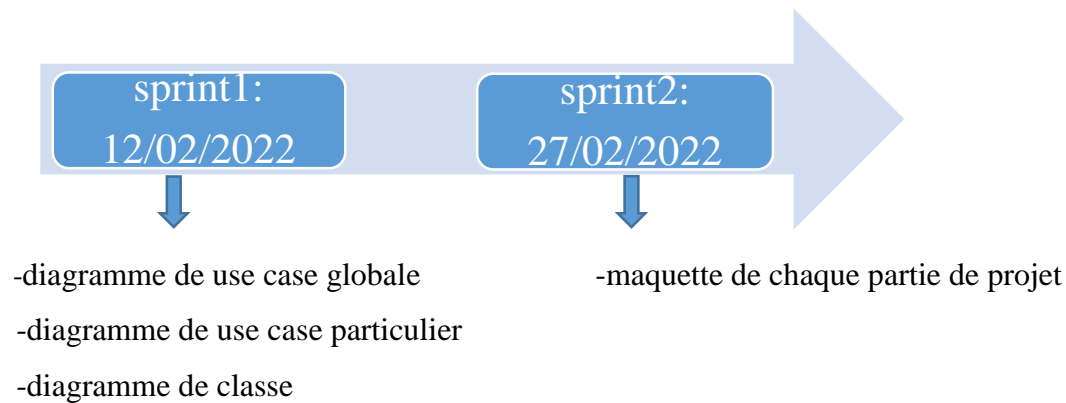 sprint1:
12/02/2022
sprint2:
27/02/2022
-diagramme de use case globale
-diagramme de use case particulier
-diagramme de classe
-maquette de chaque partie de projet